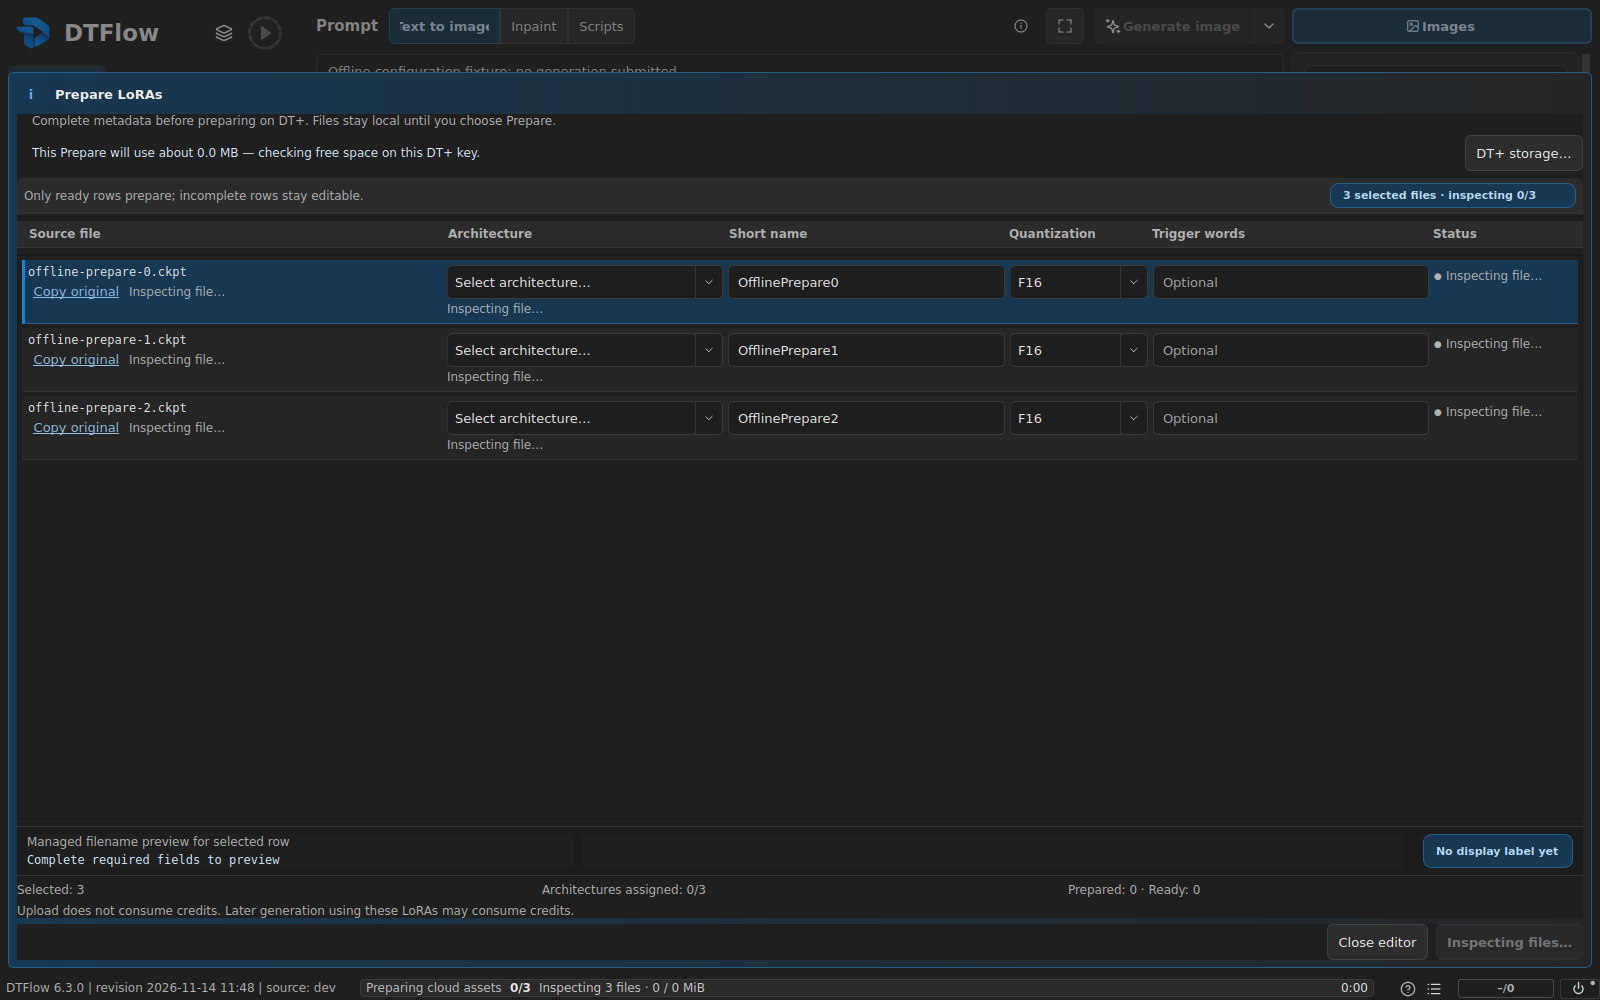 DTFlow
Prompt
Text to image
Inpaint
Scripts
Generate image
Images
Offline configuration fixture: no generation submitted
i Prepare LoRAs
Complete metadata before preparing on DT+. Files stay local until you choose Prepare.
This Prepare will use about 0.0 MB — checking free space on this DT+ key.
DT+ storage...
Only ready rows prepare; incomplete rows stay editable.
3 selected files · inspecting 0/3
Source file Architecture Short name Quantization Trigger words Status
offline-prepare-0.ckpt
Copy original Inspecting file...
Select architecture...
Inspecting file...
OfflinePrepare0
F16
Optional
● Inspecting file...
offline-prepare-1.ckpt
Copy original Inspecting file...
Select architecture...
Inspecting file...
OfflinePrepare1
F16
Optional
● Inspecting file...
offline-prepare-2.ckpt
Copy original Inspecting file...
Select architecture...
Inspecting file...
OfflinePrepare2
F16
Optional
● Inspecting file...
Managed filename preview for selected row
Complete required fields to preview
No display label yet
Selected: 3
Architectures assigned: 0/3
Prepared: 0 · Ready: 0
Upload does not consume credits. Later generation using these LoRAs may consume credits.
Close editor
Inspecting files...
DTFlow 6.3.0 | revision 2026-11-14 11:48 | source: dev
Preparing cloud assets 0/3 Inspecting 3 files · 0 / 0 MiB
0:00
-/0